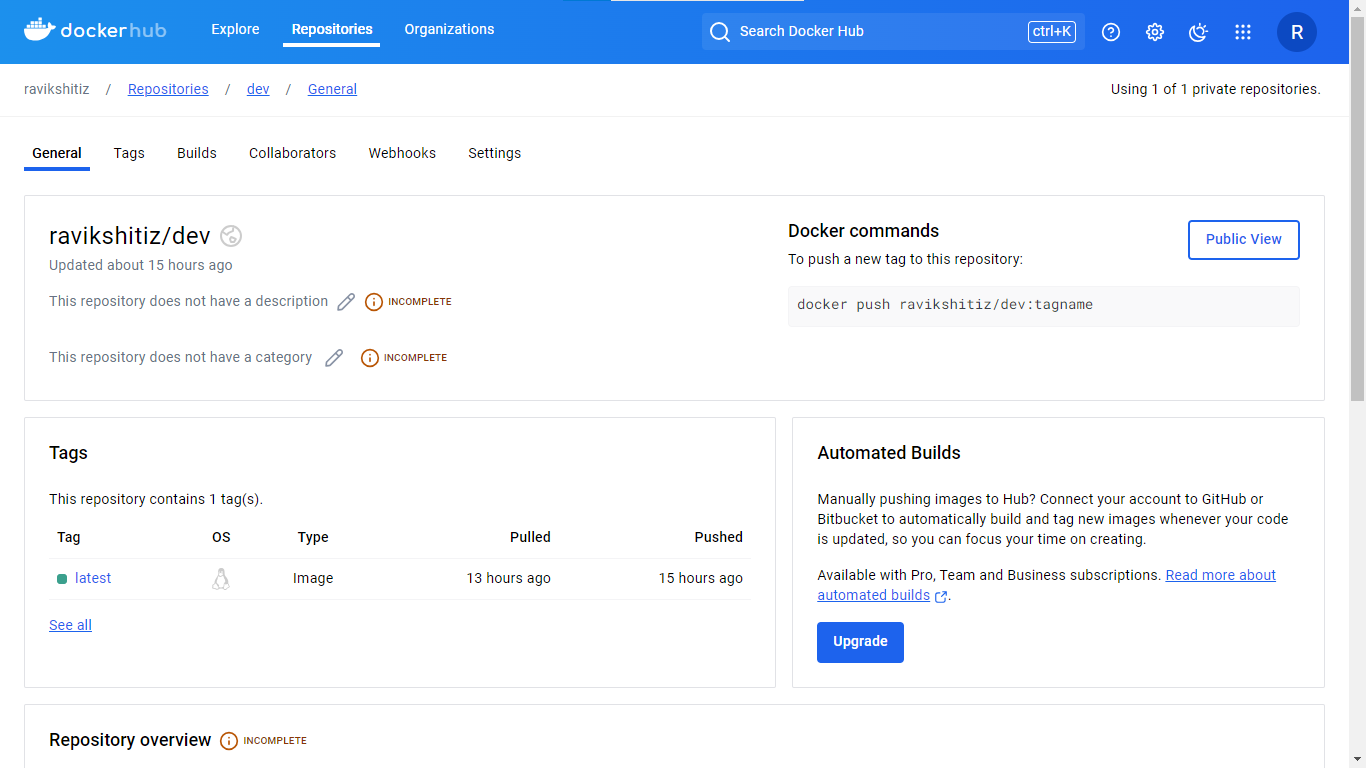 dockerhub
Explore
Repositories
Organizations
Search Docker Hub
ctrl+K
R
ravikshitiz / Repositories / dev / General
Using 1 of 1 private repositories.
General
Tags
Builds
Collaborators
Webhooks
Settings
ravikshitiz/dev
Updated about 15 hours ago
This repository does not have a description
INCOMPLETE
This repository does not have a category
INCOMPLETE
Docker commands
To push a new tag to this repository:
Public View
docker push ravikshitiz/dev:tagname
Tags
This repository contains 1 tag(s).
Tag OS Type Pulled Pushed
latest Image 13 hours ago 15 hours ago
See all
Automated Builds
Manually pushing images to Hub? Connect your account to GitHub or
Bitbucket to automatically build and tag new images whenever your code
is updated, so you can focus your time on creating.
Available with Pro, Team and Business subscriptions. Read more about
automated builds .
Upgrade
Repository overview
INCOMPLETE